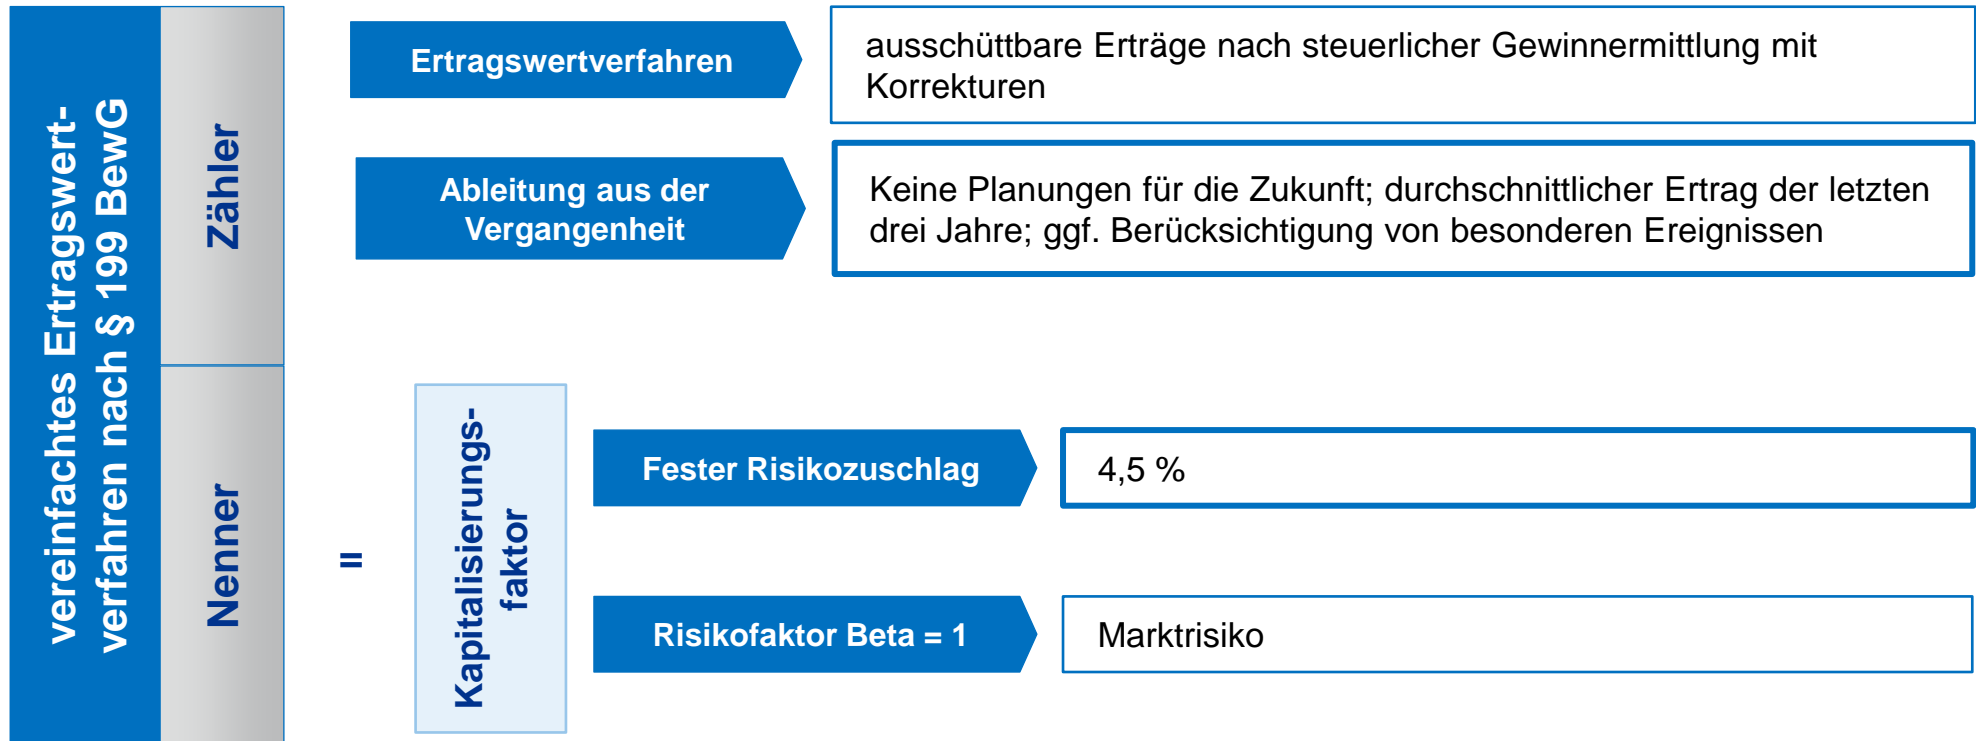 vereinfachtes Ertragswert-
verfahren nach § 199 BewG
Zähler
Ertragswertverfahren
ausschüttbare Erträge nach steuerlicher Gewinnermittlung mit
Korrekturen
Ableitung aus der
Vergangenheit
Keine Planungen für die Zukunft; durchschnittlicher Ertrag der letzten
drei Jahre; ggf. Berücksichtigung von besonderen Ereignissen
Nenner
=
Kapitalisierungs-
faktor
Fester Risikozuschlag
4,5 %
Risikofaktor Beta = 1
Marktrisiko